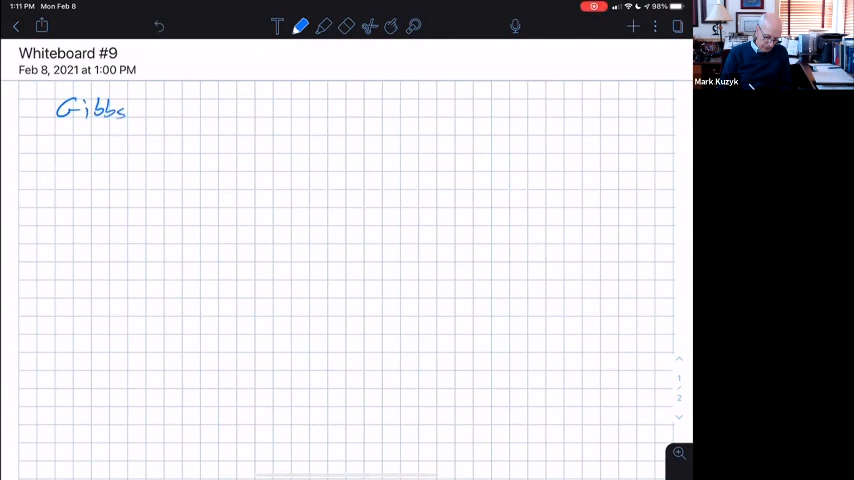 1:11 PM Mon Feb 8
98%
Whiteboard #9
Feb 8, 2021 at 1:00 PM
Gibbs
Mark Kuzyk
1
2